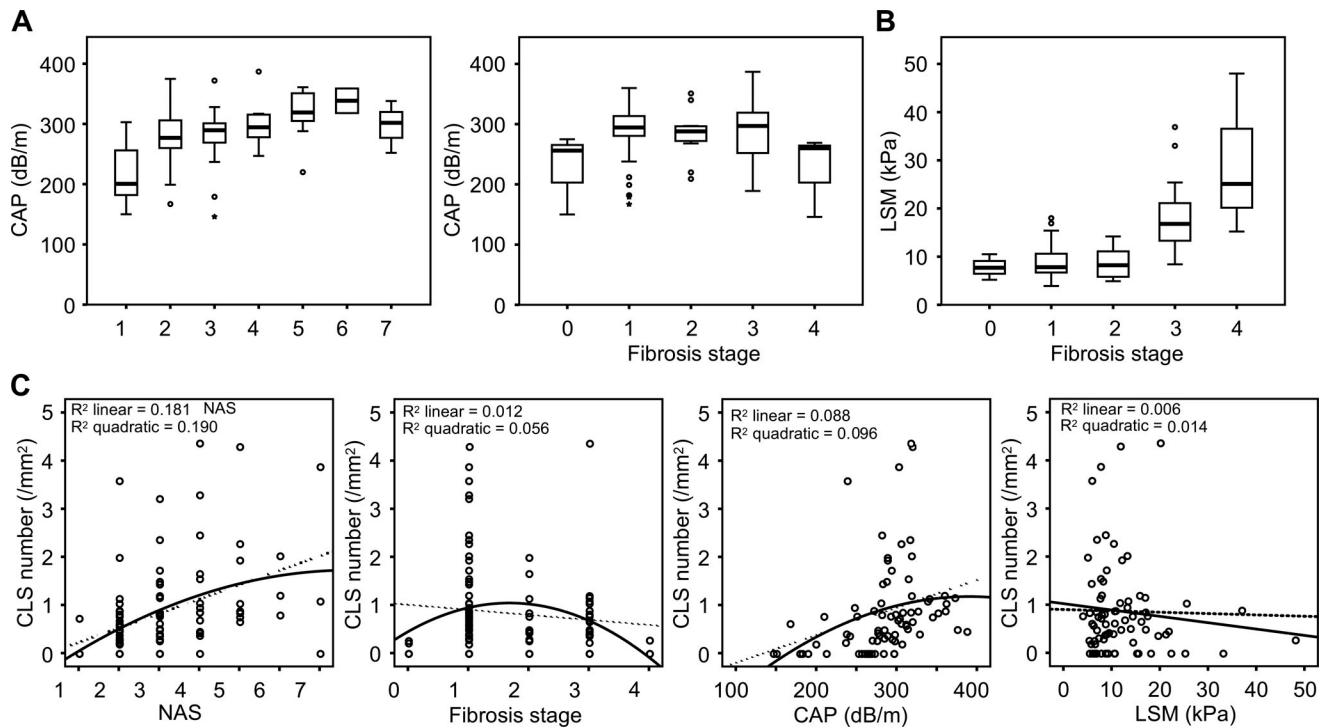 A
B
CAP (dB/m)
400
300
200
100
0
1 2 3 4 5 6 7
CAP (dB/m)
400
300
200
100
0
0 1 2 3 4
Fibrosis stage
LSM (kPa)
50
40
30
20
10
0
0 1 2 3 4
Fibrosis stage
C
R² linear = 0.181 NAS
R² quadratic = 0.190
CLS number (/mm²)
5
4
3
2
1
0
1 2 3 4 5 6 7
NAS
R² linear = 0.012
R² quadratic = 0.056
CLS number (/mm²)
5
4
3
2
1
0
0 1 2 3 4
Fibrosis stage
R² linear = 0.088
R² quadratic = 0.096
CLS number (/mm²)
5
4
3
2
1
0
100 200 300 400
CAP (dB/m)
R² linear = 0.006
R² quadratic = 0.014
CLS number (/mm²)
5
4
3
2
1
0
0 10 20 30 40 50
LSM (kPa)